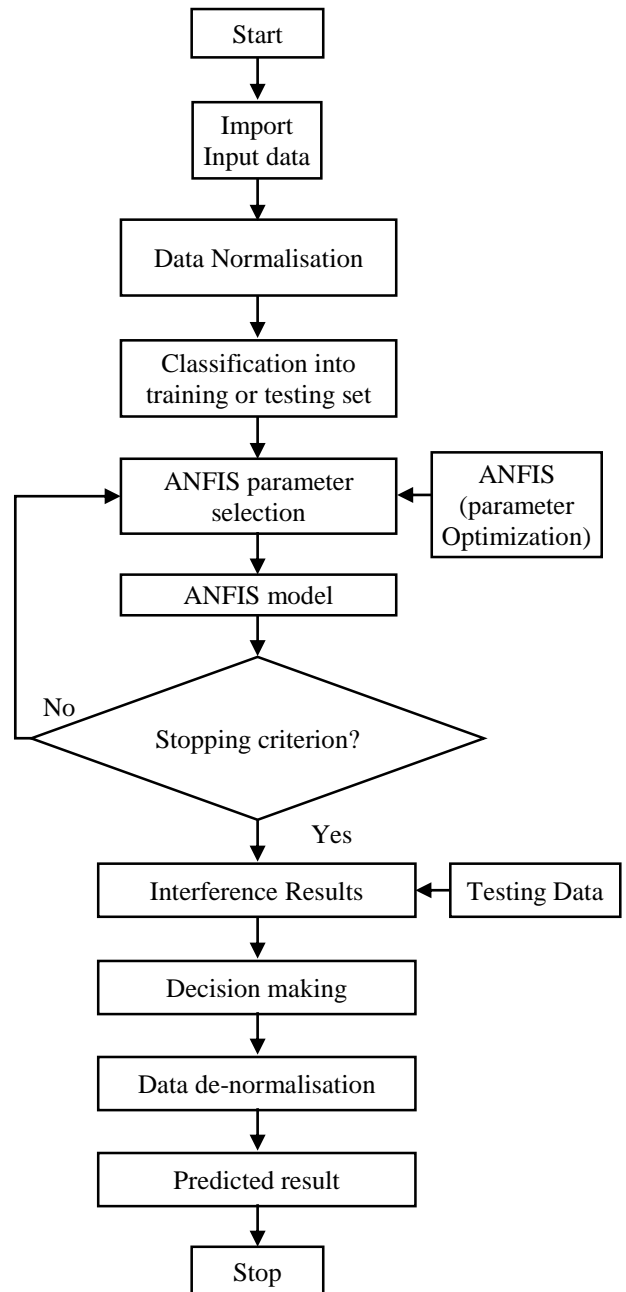 Start
Import
Input data
Data Normalisation
Classification into
training or testing set
ANFIS parameter
selection
ANFIS
(parameter
Optimization)
ANFIS model
No
Stopping criterion?
Yes
Interference Results
Testing Data
Decision making
Data de-normalisation
Predicted result
Stop